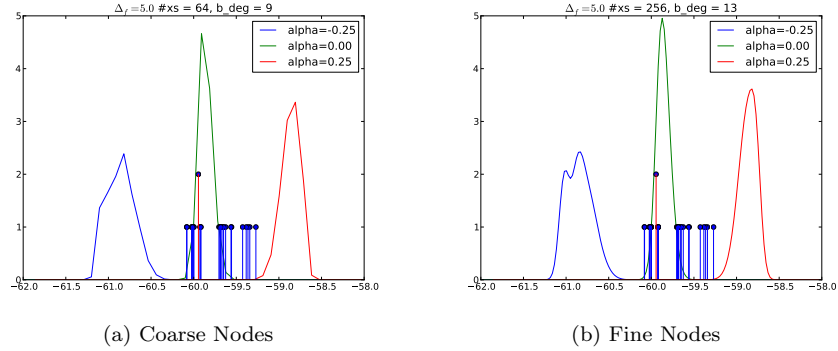 Δf =5.0 #xs = 64, b_deg = 9
5
4
3
2
1
0
−62.0 −61.5 −61.0 −60.5 −60.0 −59.5 −59.0 −58.5 −58.0
alpha=-0.25
alpha=0.00
alpha=0.25
(a) Coarse Nodes
Δf =5.0 #xs = 256, b_deg = 13
5
4
3
2
1
0
−62.0 −61.5 −61.0 −60.5 −60.0 −59.5 −59.0 −58.5 −58.0
alpha=-0.25
alpha=0.00
alpha=0.25
(b) Fine Nodes